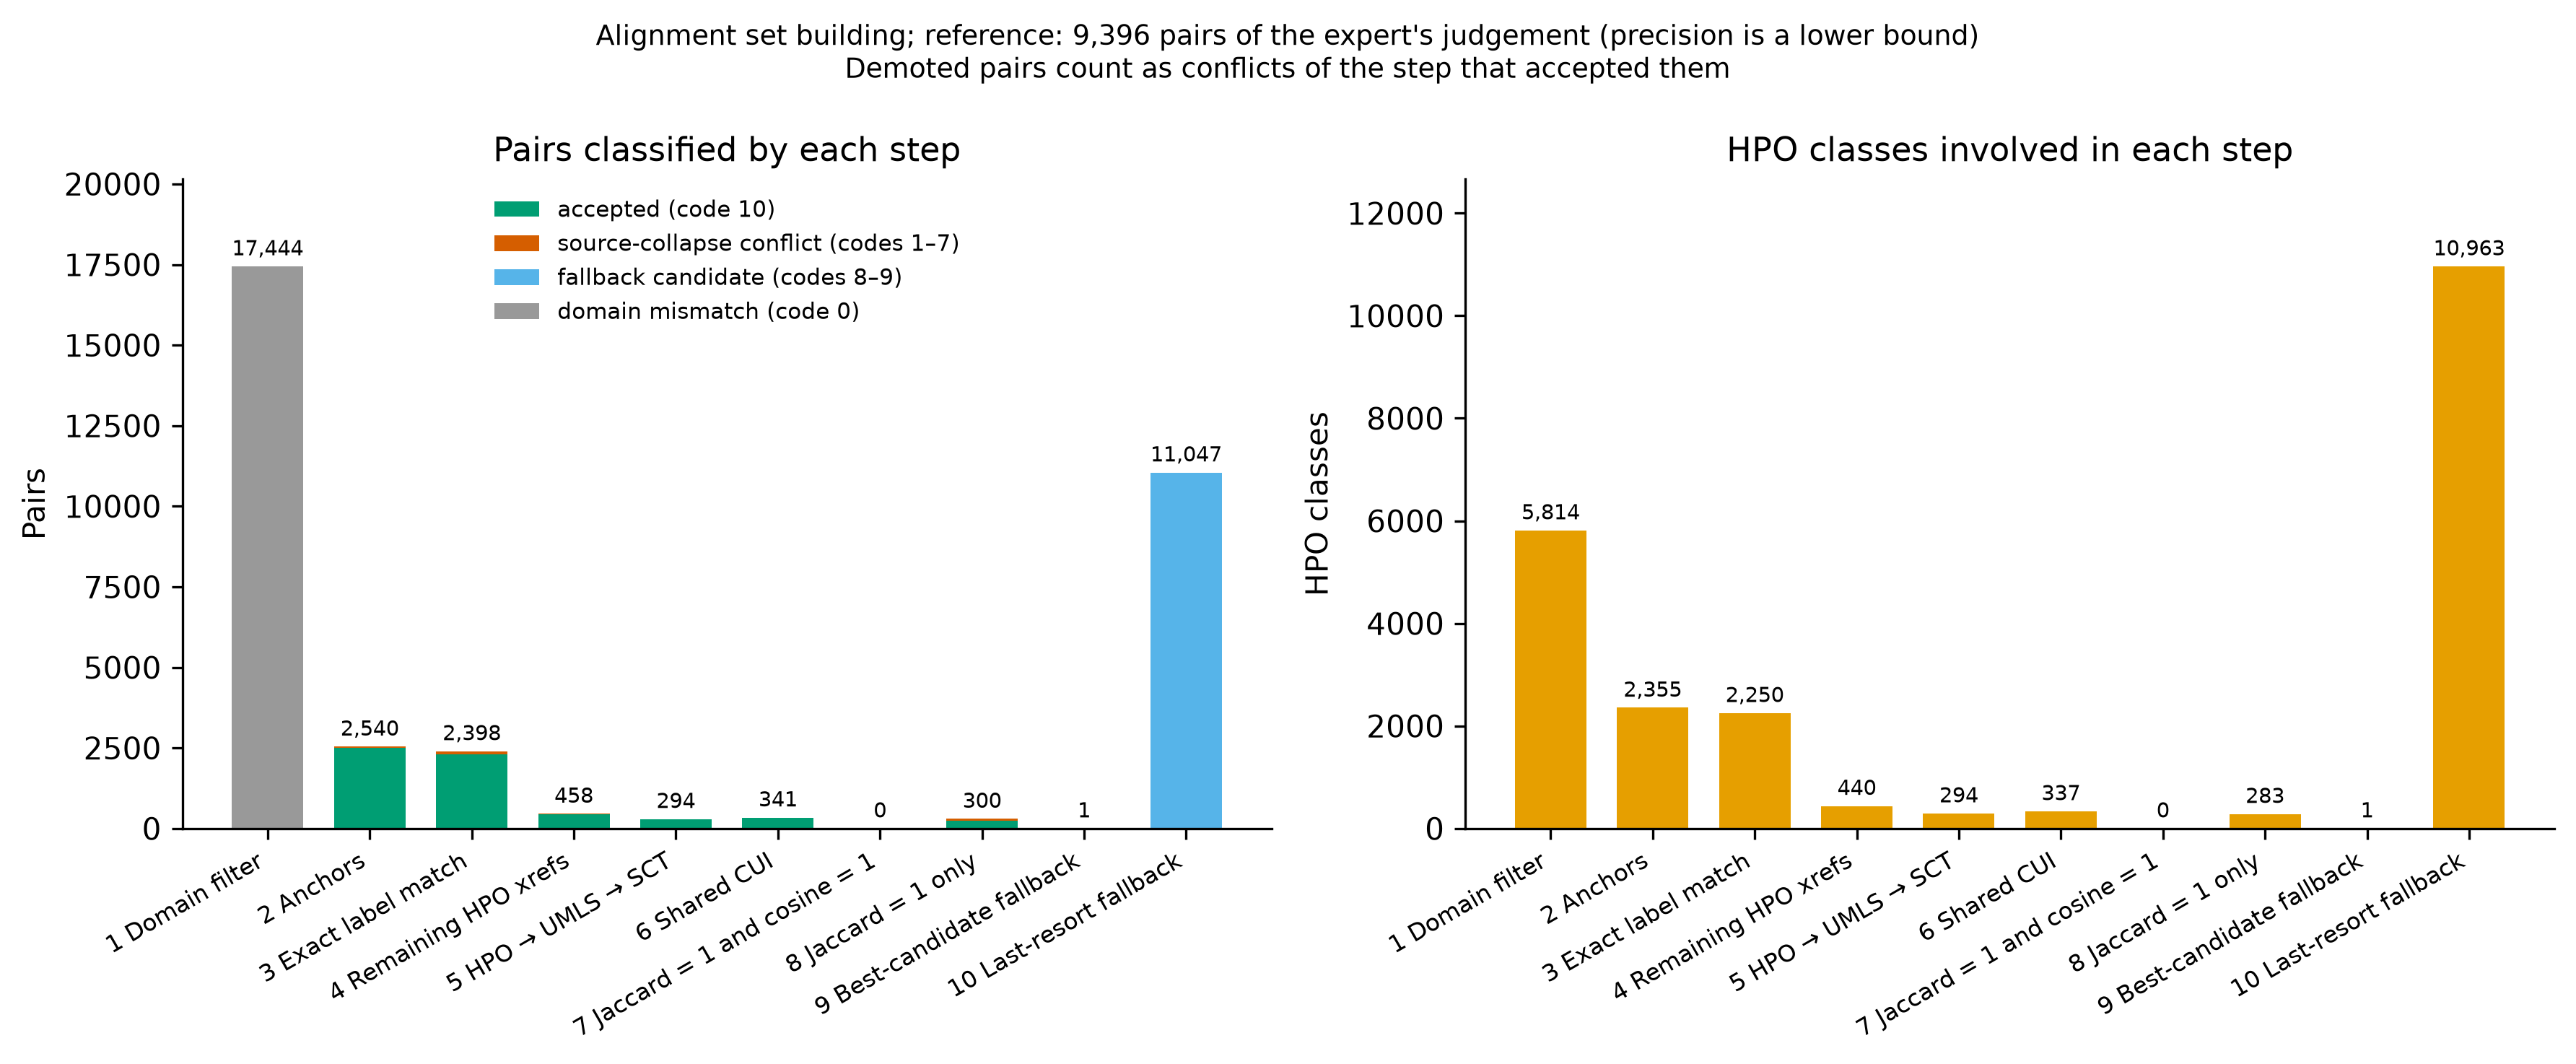 Alignment set building; reference: 9,396 pairs of the expert's judgement (precision is a lower bound)
Demoted pairs count as conflicts of the step that accepted them
Pairs classified by each step
accepted (code 10)
source-collapse conflict (codes 1–7)
fallback candidate (codes 8–9)
domain mismatch (code 0)
Pairs
20000
17500
15000
12500
10000
7500
5000
2500
0
17,444
2,540
2,398
458
294
341
0
300
1
11,047
1 Domain filter
2 Anchors
3 Exact label match
4 Remaining HPO xrefs
5 HPO → UMLS → SCT
6 Shared CUI
7 Jaccard = 1 and cosine = 1
8 Jaccard = 1 only
9 Best-candidate fallback
10 Last-resort fallback
HPO classes involved in each step
HPO classes
12000
10000
8000
6000
4000
2000
0
5,814
2,355
2,250
440
294
337
0
283
1
10,963
1 Domain filter
2 Anchors
3 Exact label match
4 Remaining HPO xrefs
5 HPO → UMLS → SCT
6 Shared CUI
7 Jaccard = 1 and cosine = 1
8 Jaccard = 1 only
9 Best-candidate fallback
10 Last-resort fallback